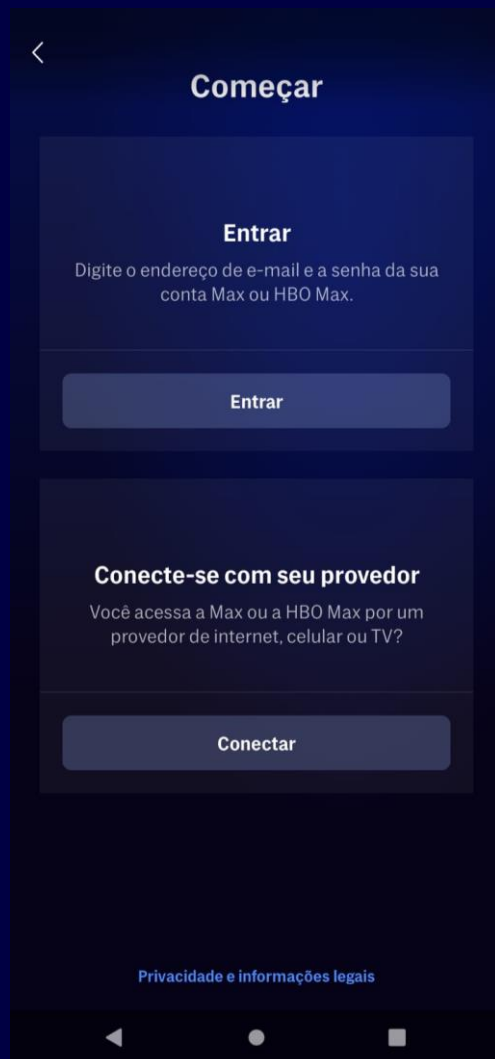 Começar
Entrar
Digite o endereço de e-mail e a senha da sua
conta Max ou HBO Max.
Entrar
Conecte-se com seu provedor
Você acessa a Max ou a HBO Max por um
provedor de internet, celular ou TV?
Conectar
Privacidade e informações legais